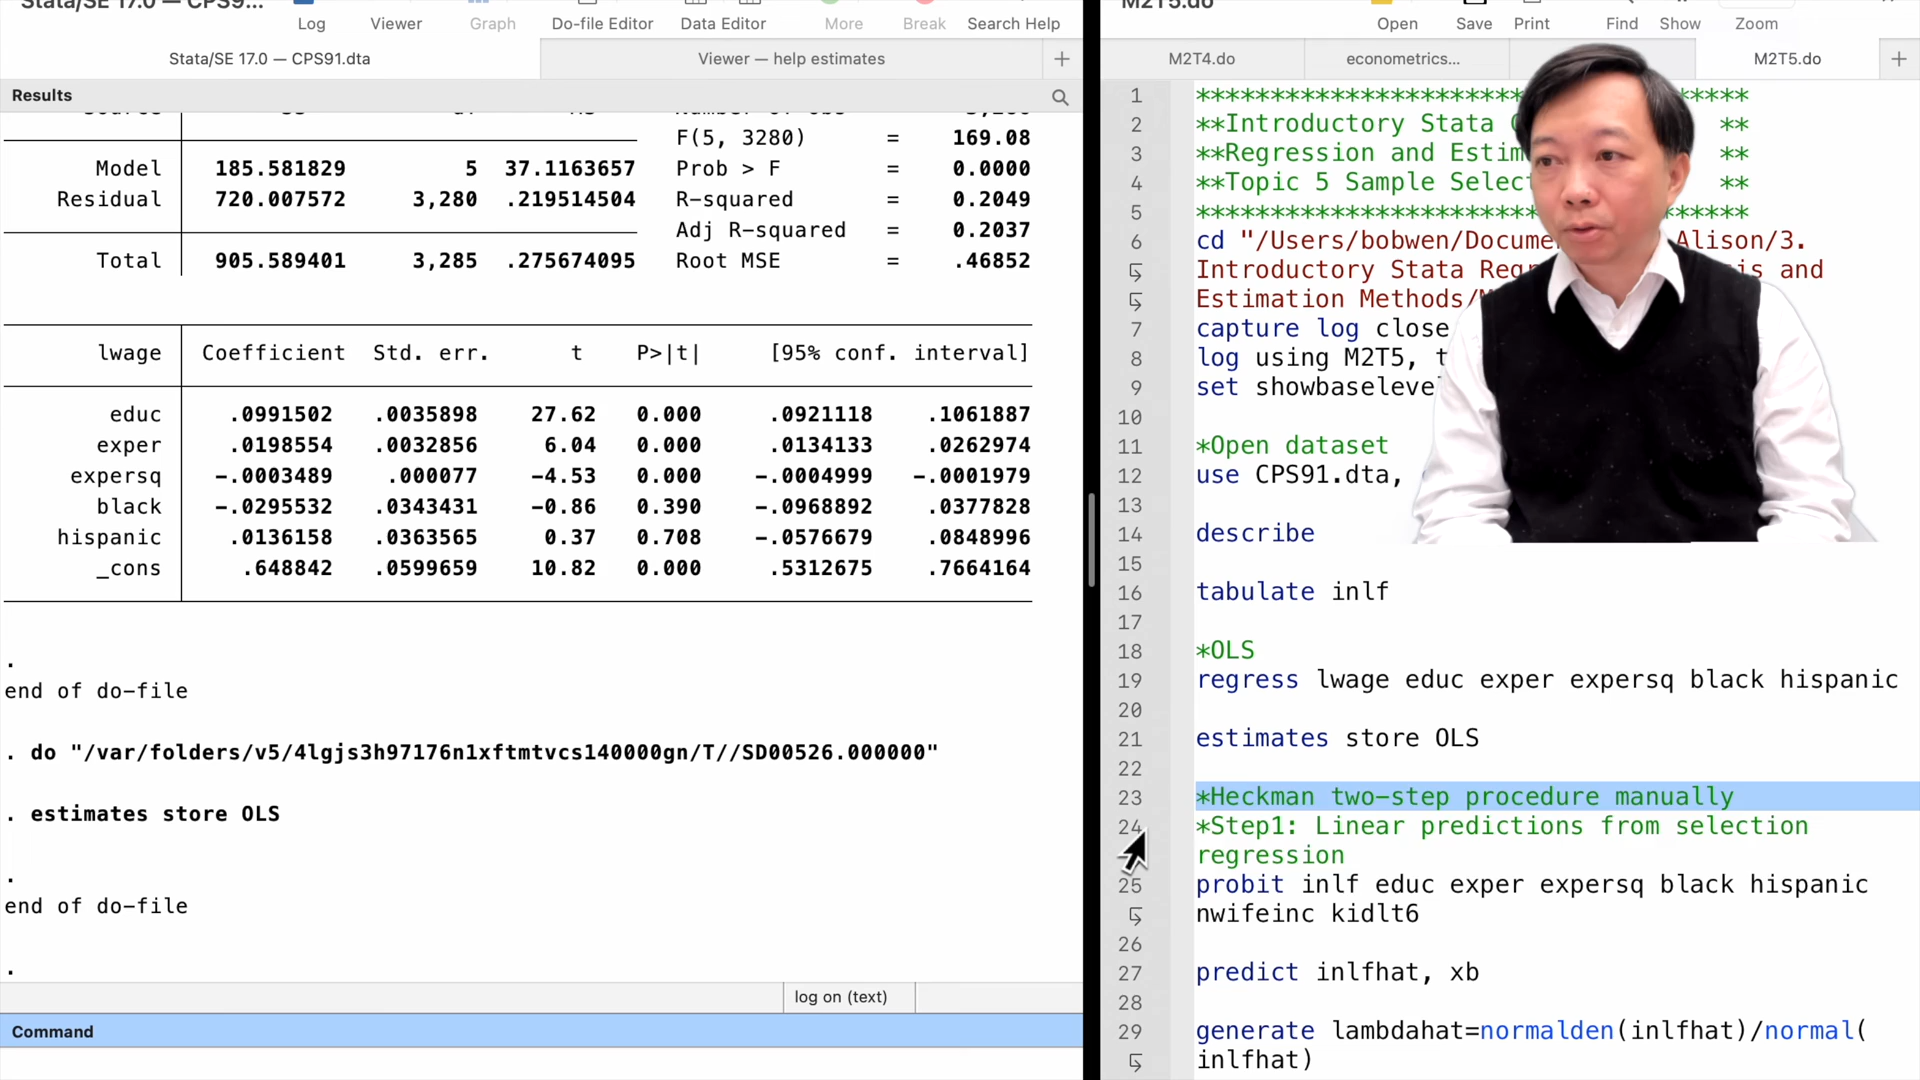 Stata/SE 17.0 — CPS9...
Log
Viewer
Graph
Do-file Editor
Data Editor
More
Break
Search Help
Stata/SE 17.0 — CPS91.dta
Viewer — help estimates
+
Results
F(5, 3280) = 169.08
Model 185.581829 5 37.1163657 Prob > F = 0.0000
Residual 720.007572 3,280 .219514504 R-squared = 0.2049
Adj R-squared = 0.2037
Total 905.589401 3,285 .275674095 Root MSE = .46852
lwage Coefficient Std. err. t P>|t| [95% conf. interval]
educ .0991502 .0035898 27.62 0.000 .0921118 .1061887
exper .0198554 .0032856 6.04 0.000 .0134133 .0262974
expersq -.0003489 .000077 -4.53 0.000 -.0004999 -.0001979
black -.0295532 .0343431 -0.86 0.390 -.0968892 .0377828
hispanic .0136158 .0363565 0.37 0.708 -.0576679 .0848996
_cons .648842 .0599659 10.82 0.000 .5312675 .7664164
.
end of do-file
. do "/var/folders/v5/4lgjs3h97176n1xftmtvcs140000gn/T//SD00526.000000"
. estimates store OLS
.
end of do-file
.
log on (text)
Command
M2T5.do
Open
Save
Print
Find
Show
Zoom
M2T4.do
econometrics...
M2T5.do
+
1 ************************ ****
2 **Introductory Stata **
3 **Regression and Estim **
4 **Topic 5 Sample Select **
5 ************************ ******
6 cd "/Users/bobwen/Docume Alison/3.
Introductory Stata Reg is and
Estimation Methods/
7 capture log close
8 log using M2T5, t
9 set showbaseleve
10
11 *Open dataset
12 use CPS91.dta,
13
14 describe
15
16 tabulate inlf
17
18 *OLS
19 regress lwage educ exper expersq black hispanic
20
21 estimates store OLS
22
23 *Heckman two-step procedure manually
24 *Step1: Linear predictions from selection
regression
25 probit inlf educ exper expersq black hispanic
nwifeinc kidlt6
26
27 predict inlfhat, xb
28
29 generate lambdahat=normalden(inlfhat)/normal(
inlfhat)